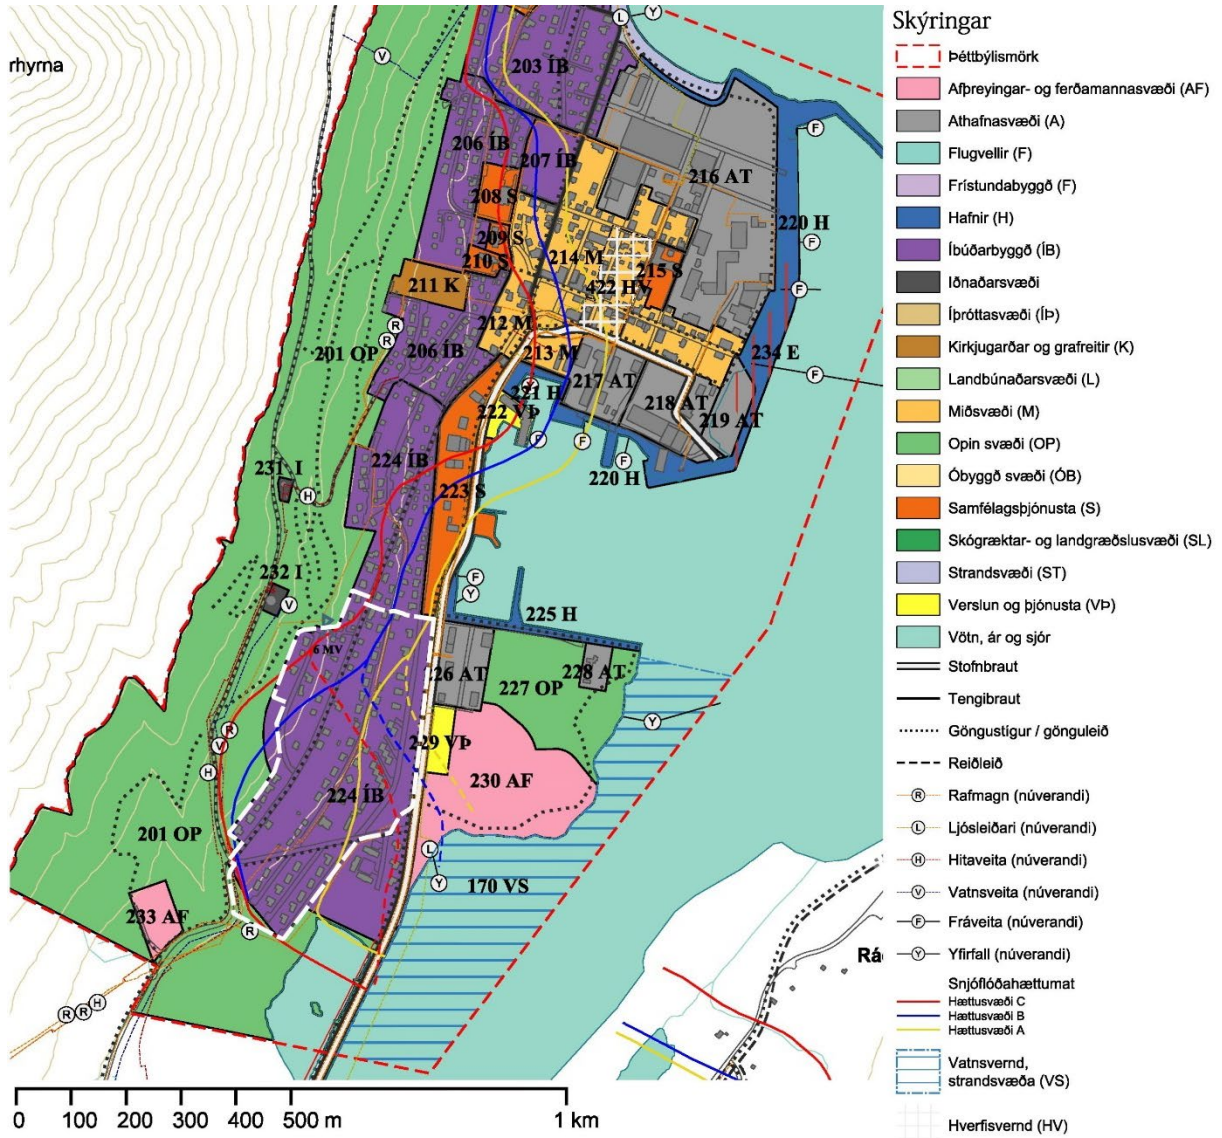 rhyrna
L
Y
V
203 ÍB
F
206 ÍB
207 ÍB
216 AT
208 S
220 H
F
209 S
214 M
210 S
215 S
211 K
422 HV
F
R
R
201 OP
212 M
206 ÍB
213 M
234 E
F
217 AT
221 H
218 AT
222 VÞ
219 AT
F
F
F
224 ÍB
231 I
220 H
H
223 S
232 I
F
V
Y
225 H
6 MV
26 AT
228 AT
227 OP
R
Y
V
229 VÞ
H
230 AF
224 ÍB
201 OP
L
Y
170 VS
233 AF
R
Rá
R R H
0 100 200 300 400 500 m 1 km
Skýringar
Þéttbýlismörk
Afþreyingar- og ferðamannasvæði (AF)
Athafnasvæði (A)
Flugvellir (F)
Frístundabyggð (F)
Hafnir (H)
Íbúðarbyggð (ÍB)
Iðnaðarsvæði
Íþróttasvæði (ÍÞ)
Kirkjugarðar og grafreitir (K)
Landbúnaðarsvæði (L)
Miðsvæði (M)
Opin svæði (OP)
Óbyggð svæði (ÓB)
Samfélagsþjónusta (S)
Skógræktar- og landgræðslusvæði (SL)
Strandsvæði (ST)
Verslun og þjónusta (VÞ)
Vötn, ár og sjór
Stofnbraut
Tengibraut
Göngustígur / gönguleið
Reiðleið
R Rafmagn (núverandi)
L Ljósleiðari (núverandi)
H Hitaveita (núverandi)
V Vatnsveita (núverandi)
F Fráveita (núverandi)
Y Yfirfall (núverandi)
Snjóflóðahættumat
Hættusvæði C
Hættusvæði B
Hættusvæði A
Vatnsvernd,
strandsvæða (VS)
Hverfisvernd (HV)